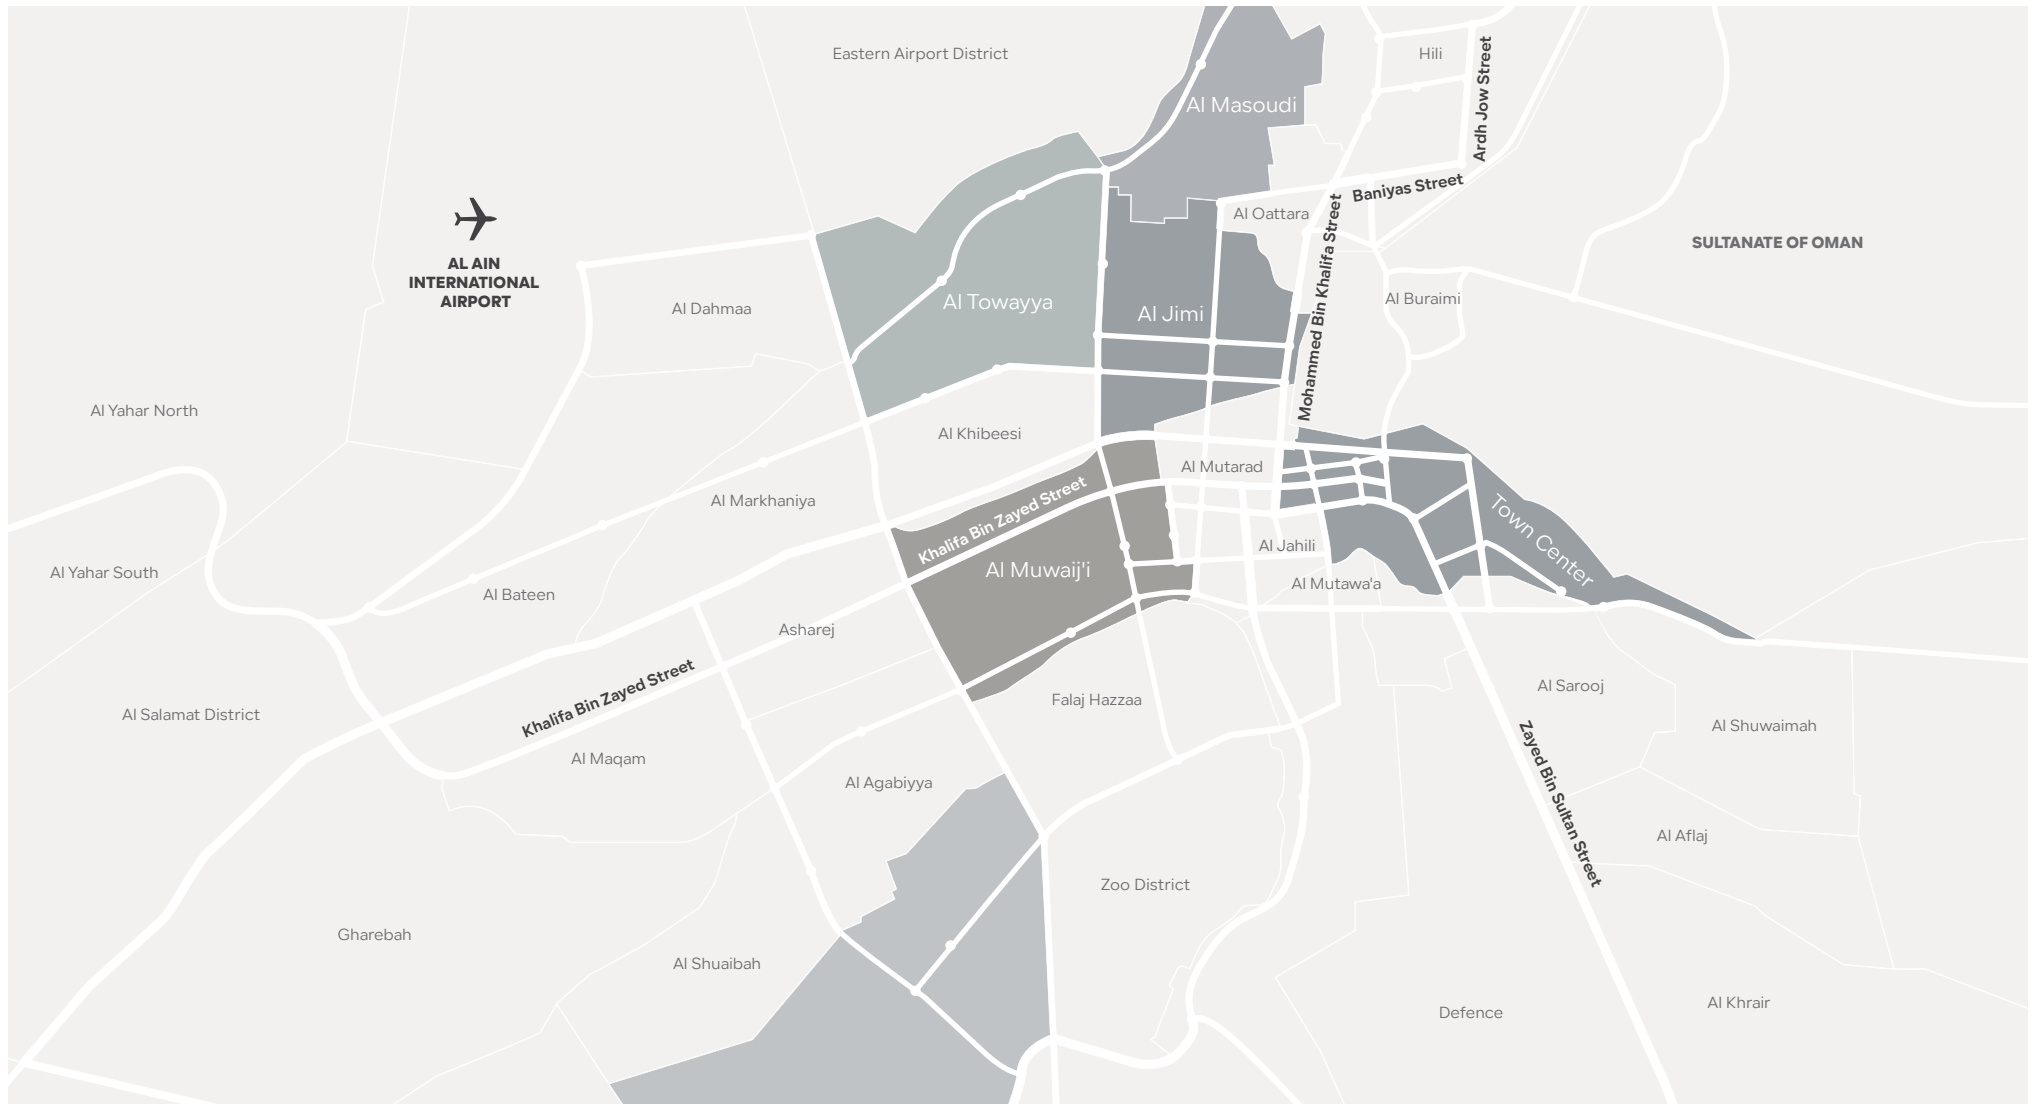 Eastern Airport District
Hili
Ardh Jow Street
Al Masoudi
Baniyas Street
Al Oattara
Mohammed Bin Khalifa Street
SULTANATE OF OMAN
AL AIN
INTERNATIONAL
AIRPORT
Al Dahmaa
Al Towayya
Al Jimi
Al Buraimi
Al Yahar North
Al Khibeesi
Al Mutarad
Al Markhaniya
Khalifa Bin Zayed Street
Town Center
Al Jahili
Al Yahar South
Al Muwaij'i
Al Mutawa'a
Al Bateen
Asharej
Khalifa Bin Zayed Street
Falaj Hazzaa
Al Sarooj
Al Salamat District
Al Shuwaimah
Zayed Bin Sultan Street
Al Maqam
Al Agabiyya
Al Aflaj
Zoo District
Gharebah
Al Shuaibah
Defence
Al Khrair